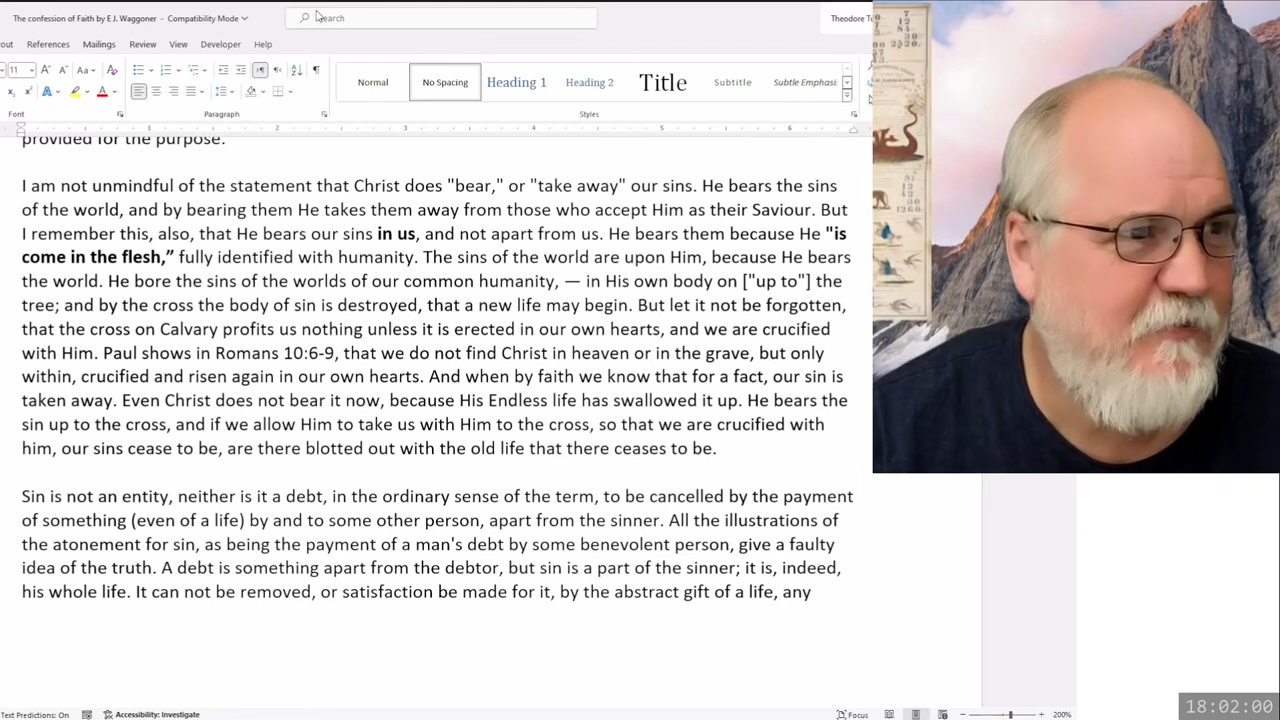 The confession of Faith by E J. Waggoner - Compatibility Mode
Search
Theodore
References Mailings Review View Developer Help
11
Aa
Normal
No Spacing
Heading 1
Heading 2
Title
Subtitle
Subtle Emphasis
Font
Paragraph
Styles
1 2 3 4 5 6
provided for the purpose.
I am not unmindful of the statement that Christ does "bear," or "take away" our sins. He bears the sins
of the world, and by bearing them He takes them away from those who accept Him as their Saviour. But
I remember this, also, that He bears our sins in us, and not apart from us. He bears them because He "is
come in the flesh,” fully identified with humanity. The sins of the world are upon Him, because He bears
the world. He bore the sins of the worlds of our common humanity, — in His own body on ["up to"] the
tree; and by the cross the body of sin is destroyed, that a new life may begin. But let it not be forgotten,
that the cross on Calvary profits us nothing unless it is erected in our own hearts, and we are crucified
with Him. Paul shows in Romans 10:6-9, that we do not find Christ in heaven or in the grave, but only
within, crucified and risen again in our own hearts. And when by faith we know that for a fact, our sin is
taken away. Even Christ does not bear it now, because His Endless life has swallowed it up. He bears the
sin up to the cross, and if we allow Him to take us with Him to the cross, so that we are crucified with
him, our sins cease to be, are there blotted out with the old life that there ceases to be.
Sin is not an entity, neither is it a debt, in the ordinary sense of the term, to be cancelled by the payment
of something (even of a life) by and to some other person, apart from the sinner. All the illustrations of
the atonement for sin, as being the payment of a man's debt by some benevolent person, give a faulty
idea of the truth. A debt is something apart from the debtor, but sin is a part of the sinner; it is, indeed,
his whole life. It can not be removed, or satisfaction be made for it, by the abstract gift of a life, any
Text Predictions: On
Accessibility: Investigate
Focus
200%
7
12
84
30
2520.
1260
18:02:00